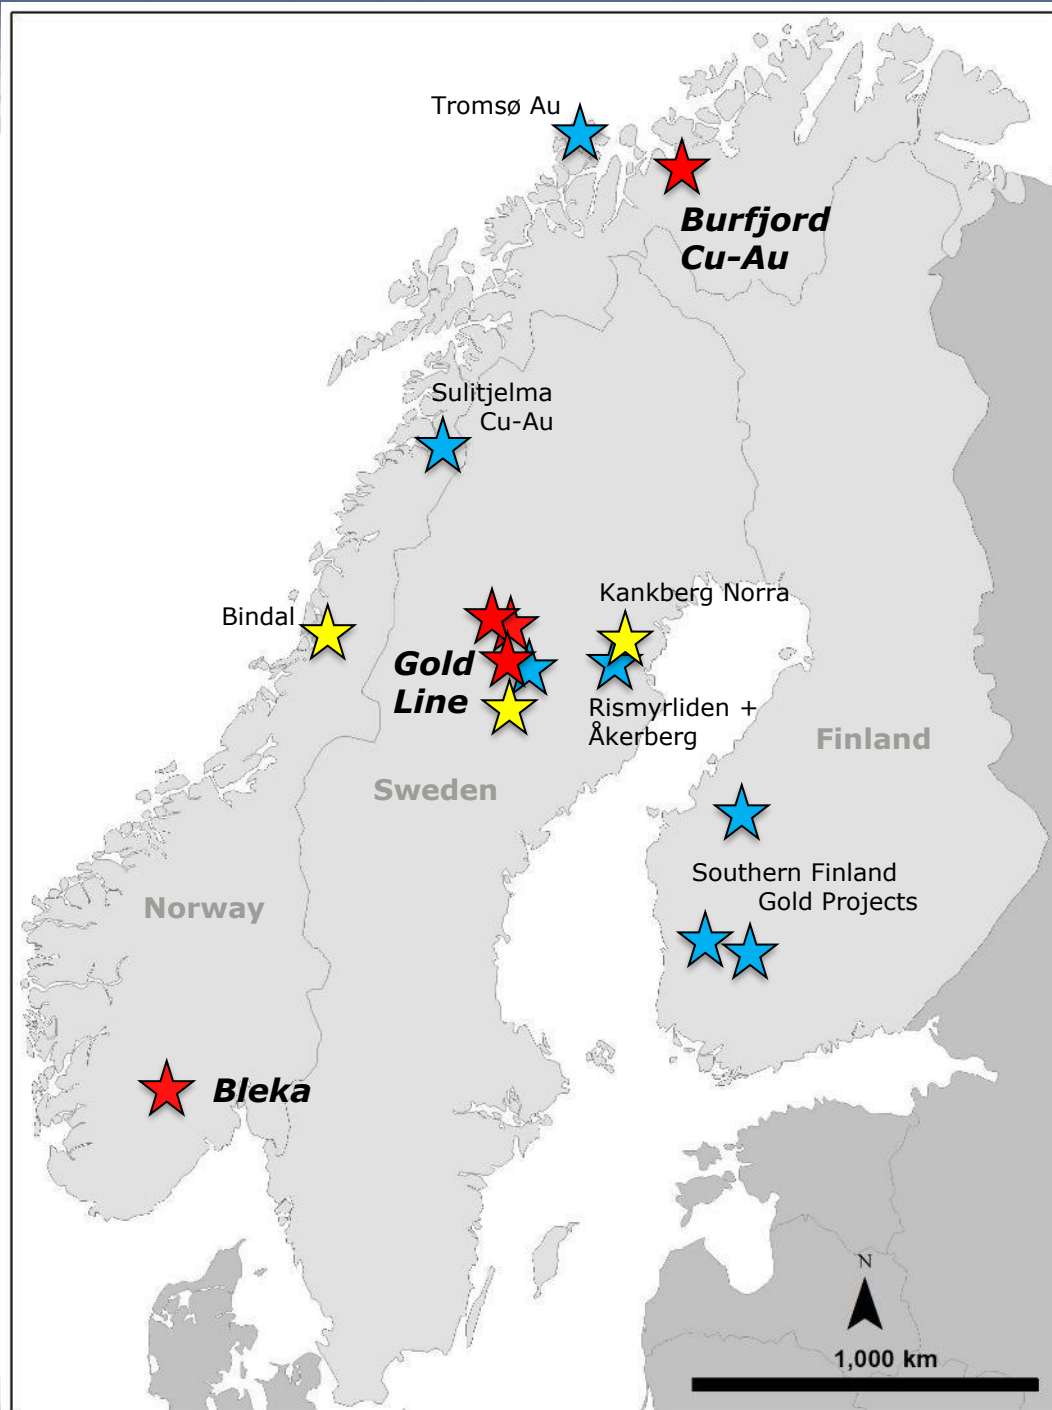 Tromsø Au
Burfjord
Cu-Au
Sulitjelma
Cu-Au
Kankberg Norra
Bindal
Gold
Line
Rismyrliden +
Åkerberg
Finland
Sweden
Southern Finland
Gold Projects
Norway
Bleka
N
1,000 km